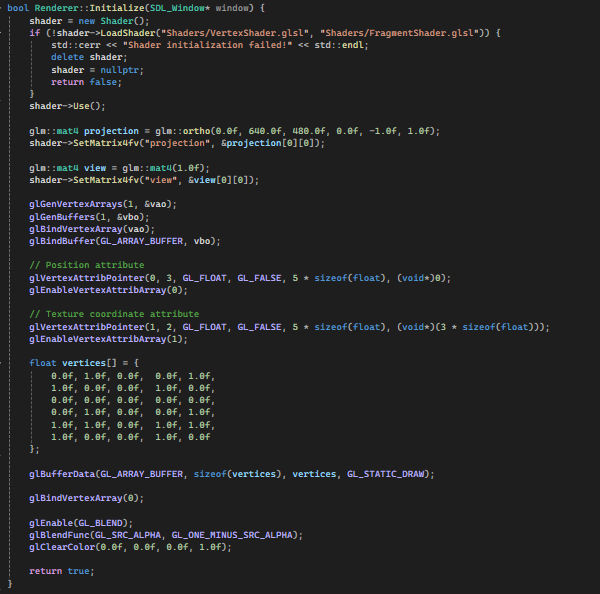 bool Renderer::Initialize(SDL_Window* window) {
shader = new Shader();
if (!shader->LoadShader("Shaders/VertexShader.glsl", "Shaders/FragmentShader.glsl")) {
std::cerr << "Shader initialization failed!" << std::endl;
delete shader;
shader = nullptr;
return false;
}
shader->Use();
glm::mat4 projection = glm::ortho(0.0f, 640.0f, 480.0f, 0.0f, -1.0f, 1.0f);
shader->SetMatrix4fv("projection", &projection[0][0]);
glm::mat4 view = glm::mat4(1.0f);
shader->SetMatrix4fv("view", &view[0][0]);
glGenVertexArrays(1, &vao);
glGenBuffers(1, &vbo);
glBindVertexArray(vao);
glBindBuffer(GL_ARRAY_BUFFER, vbo);
// Position attribute
glVertexAttribPointer(0, 3, GL_FLOAT, GL_FALSE, 5 * sizeof(float), (void*)0);
glEnableVertexAttribArray(0);
// Texture coordinate attribute
glVertexAttribPointer(1, 2, GL_FLOAT, GL_FALSE, 5 * sizeof(float), (void*)(3 * sizeof(float)));
glEnableVertexAttribArray(1);
float vertices[] = {
0.0f, 1.0f, 0.0f, 0.0f, 1.0f,
1.0f, 0.0f, 0.0f, 1.0f, 0.0f,
0.0f, 0.0f, 0.0f, 0.0f, 0.0f,
0.0f, 1.0f, 0.0f, 0.0f, 1.0f,
1.0f, 1.0f, 0.0f, 1.0f, 1.0f,
1.0f, 0.0f, 0.0f, 1.0f, 0.0f
};
glBufferData(GL_ARRAY_BUFFER, sizeof(vertices), vertices, GL_STATIC_DRAW);
glBindVertexArray(0);
glEnable(GL_BLEND);
glBlendFunc(GL_SRC_ALPHA, GL_ONE_MINUS_SRC_ALPHA);
glClearColor(0.0f, 0.0f, 0.0f, 1.0f);
return true;
}